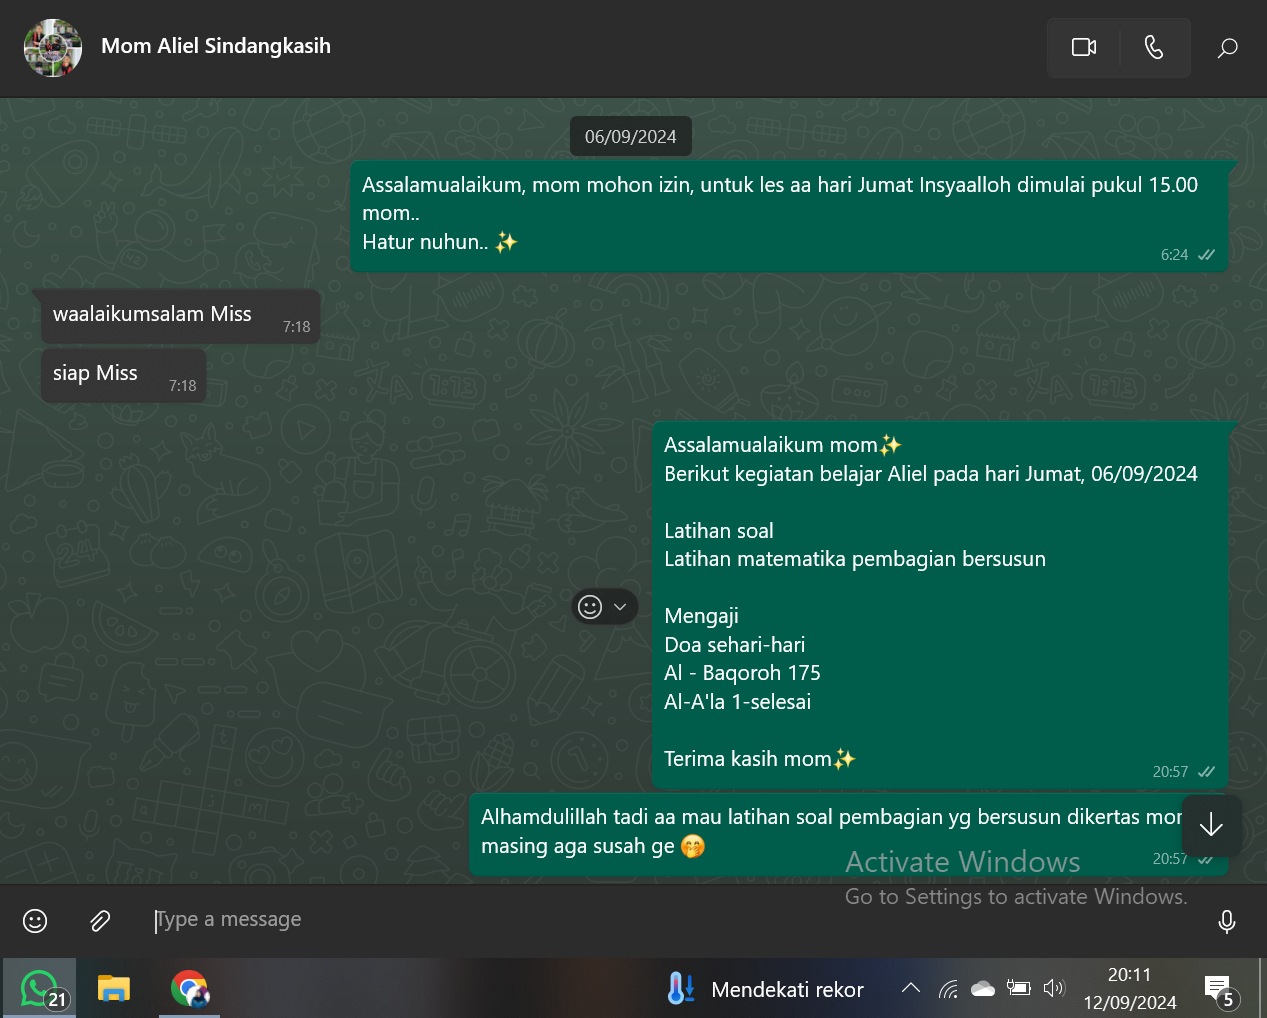 Mom Aliel Sindangkasih
06/09/2024
Assalamualaikum, mom mohon izin, untuk les aa hari Jumat Insyaalloh dimulai pukul 15.00
mom..
Hatur nuhun.. ✨
6:24
waalaikumsalam Miss
7:18
siap Miss
7:18
Assalamualaikum mom✨
Berikut kegiatan belajar Aliel pada hari Jumat, 06/09/2024
Latihan soal
Latihan matematika pembagian bersusun
Mengaji
Doa sehari-hari
Al - Baqoroh 175
Al-A'la 1-selesai
Terima kasih mom✨
20:57
Alhamdulillah tadi aa mau latihan soal pembagian yg bersusun dikertas
masing aga susah ge 🤭
20:57
Activate Windows
Go to Settings to activate Windows.
Type a message
21
Mendekati rekor
20:11
12/09/2024
5